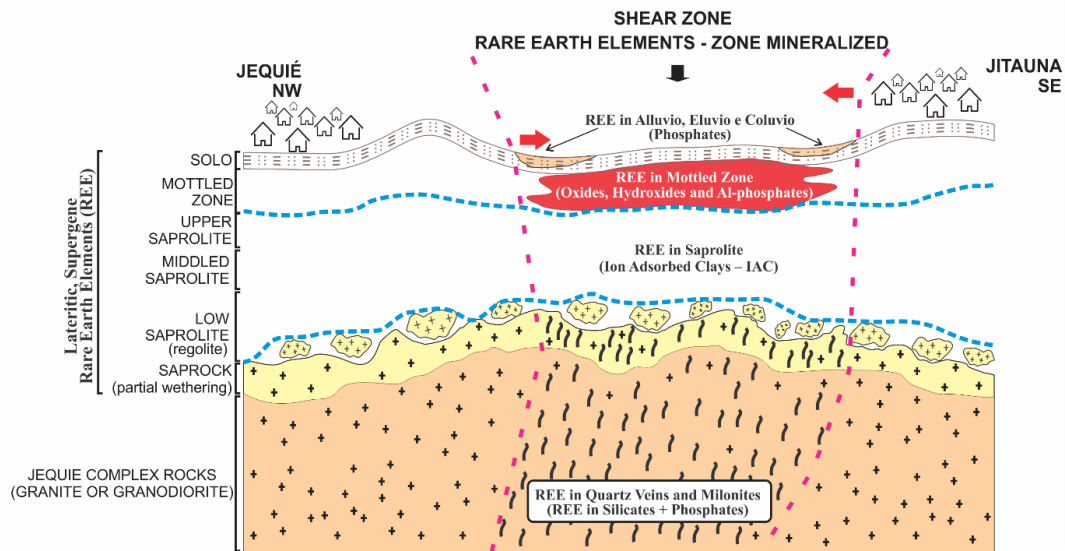 SHEAR ZONE
RARE EARTH ELEMENTS - ZONE MINERALIZED
JEQUIÉ
NW
JITAUNA
SE
REE in Alluvio, Eluvio e Coluvio
(Phosphates)
Lateritic, Supergene
Rare Earth Elements (REE)
SOLO
MOTTLED
ZONE
UPPER
SAPROLITE
MIDDLED
SAPROLITE
LOW
SAPROLITE
(regolite)
SAPROCK
(partial wethering)
JEQUIE COMPLEX ROCKS
(GRANITE OR GRANODIORITE)
REE in Mottled Zone
(Oxides, Hydroxides and Al-phosphates)
REE in Saprolite
(Ion Adsorbed Clays – IAC)
REE in Quartz Veins and Milonites
(REE in Silicates + Phosphates)